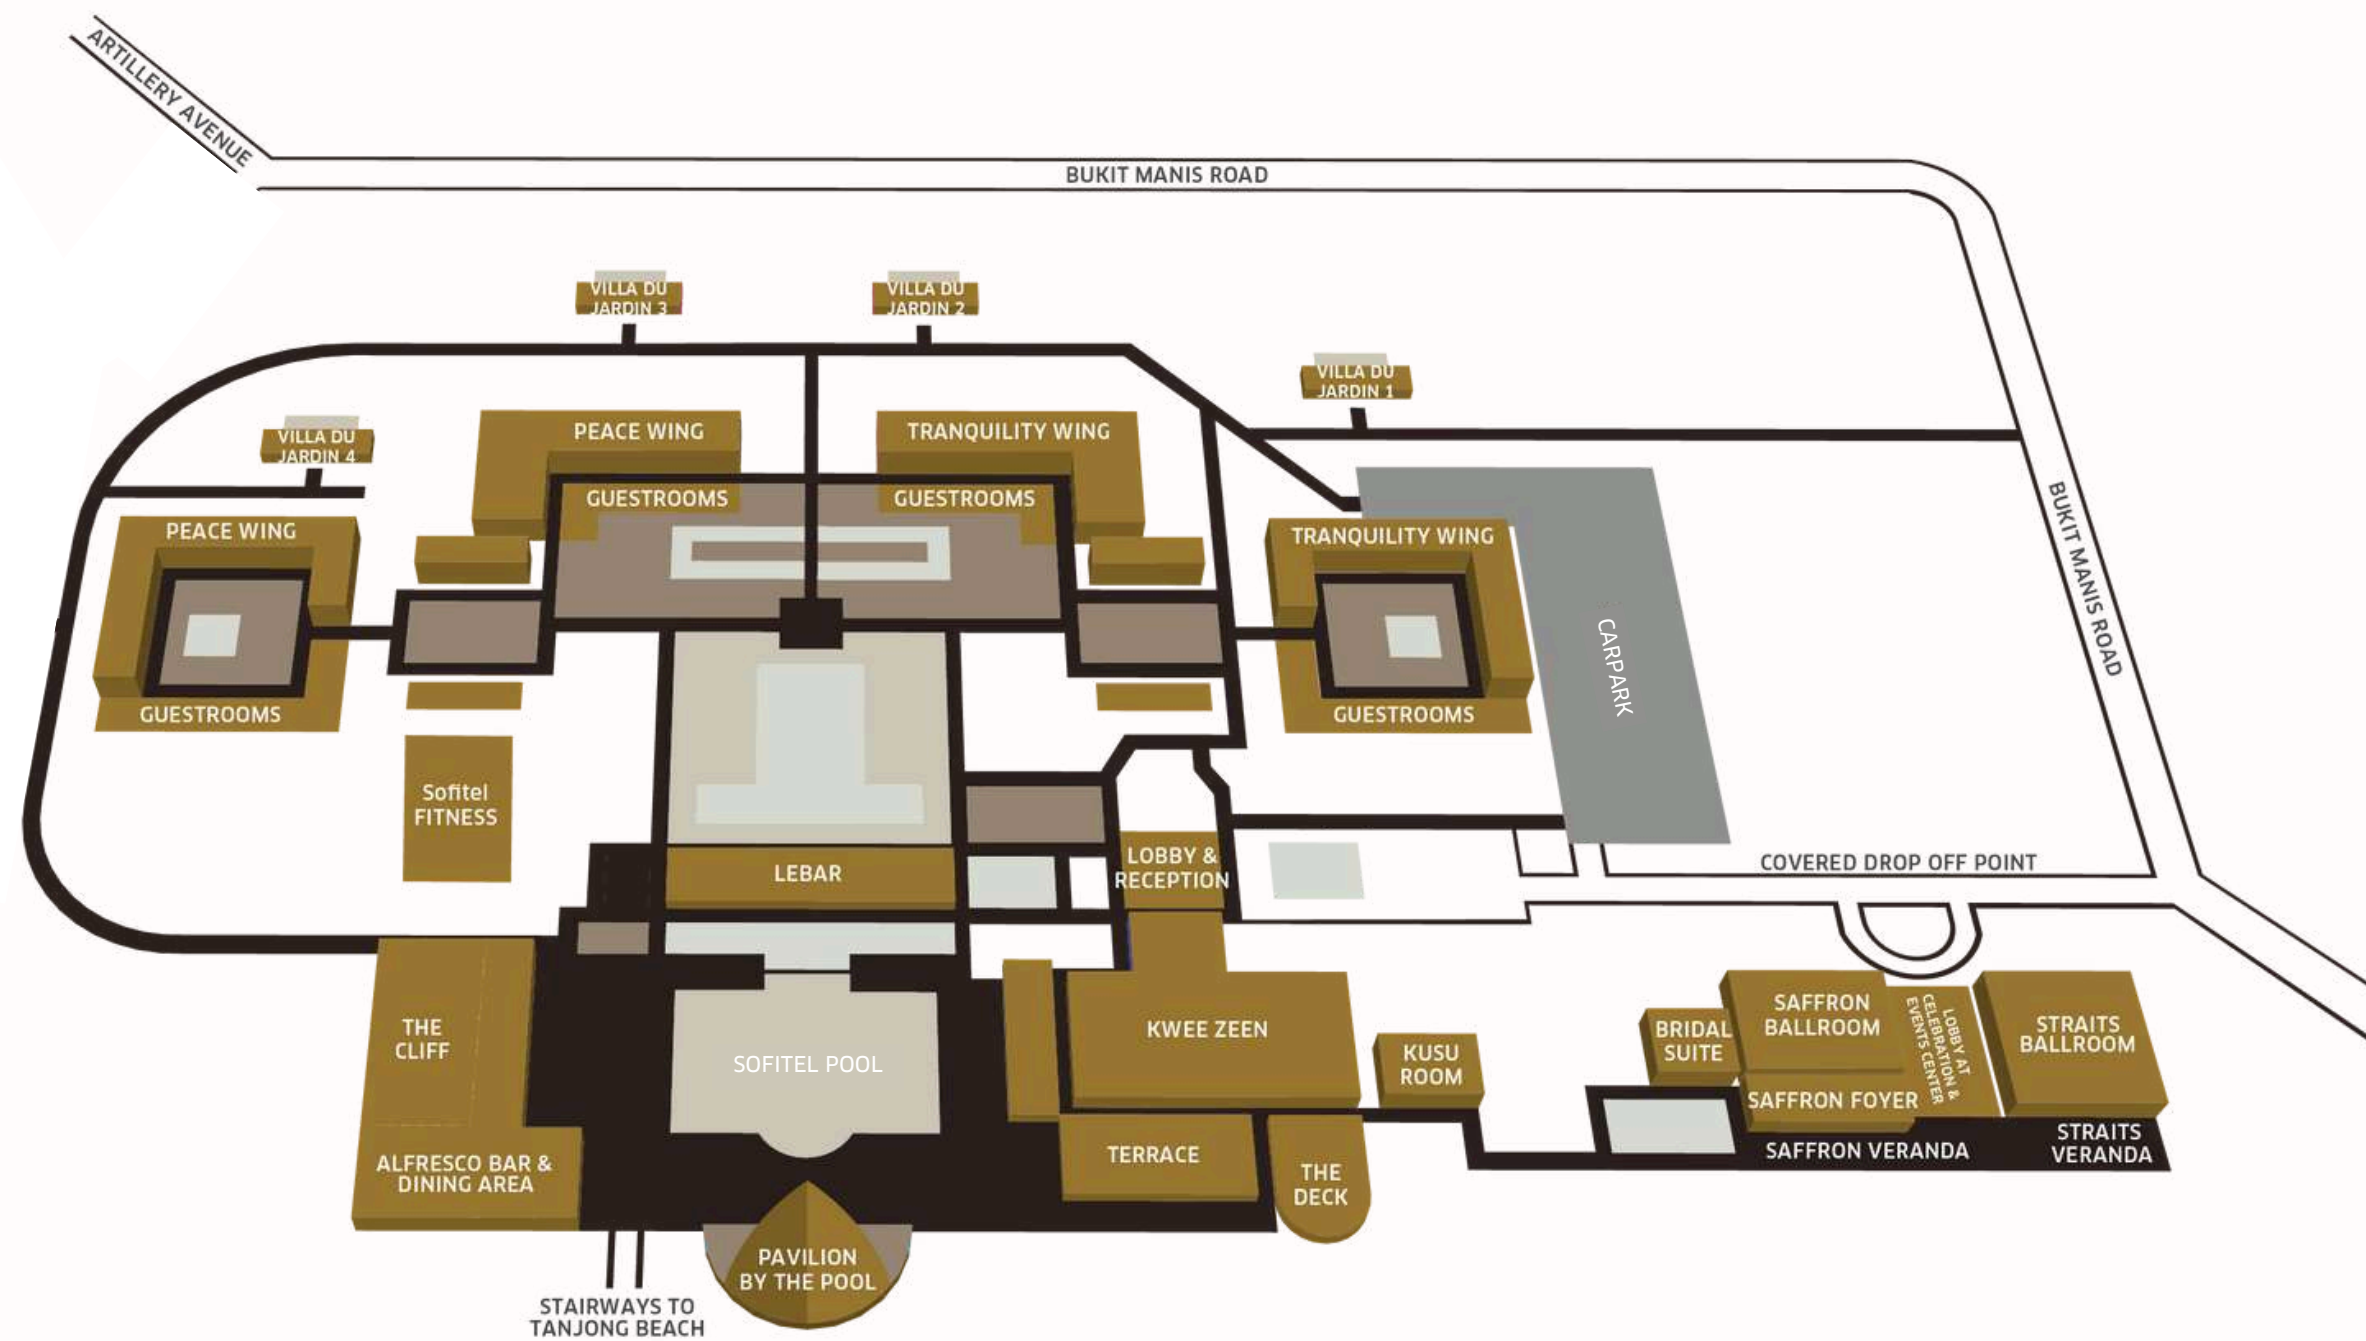 ARTILLERY AVENUE
BUKIT MANIS ROAD
VILLA DU
JARDIN 3
VILLA DU
JARDIN 2
VILLA DU
JARDIN 1
VILLA DU
JARDIN 4
PEACE WING
GUESTROOMS
TRANQUILITY WING
GUESTROOMS
PEACE WING
GUESTROOMS
TRANQUILITY WING
GUESTROOMS
CARPARK
BUKIT MANIS ROAD
Sofitel
FITNESS
LEBAR
LOBBY &
RECEPTION
COVERED DROP OFF POINT
THE
CLIFF
ALFRESCO BAR &
DINING AREA
SOFITEL POOL
KWEE ZEEN
KUSU
ROOM
TERRACE
THE
DECK
BRIDAL
SUITE
SAFFRON
BALLROOM
SAFFRON FOYER
LOBBY AT
CELEBRATION &
EVENTS CENTER
STRAITS
BALLROOM
SAFFRON VERANDA
STRAITS
VERANDA
PAVILION
BY THE POOL
STAIRWAYS TO
TANJONG BEACH